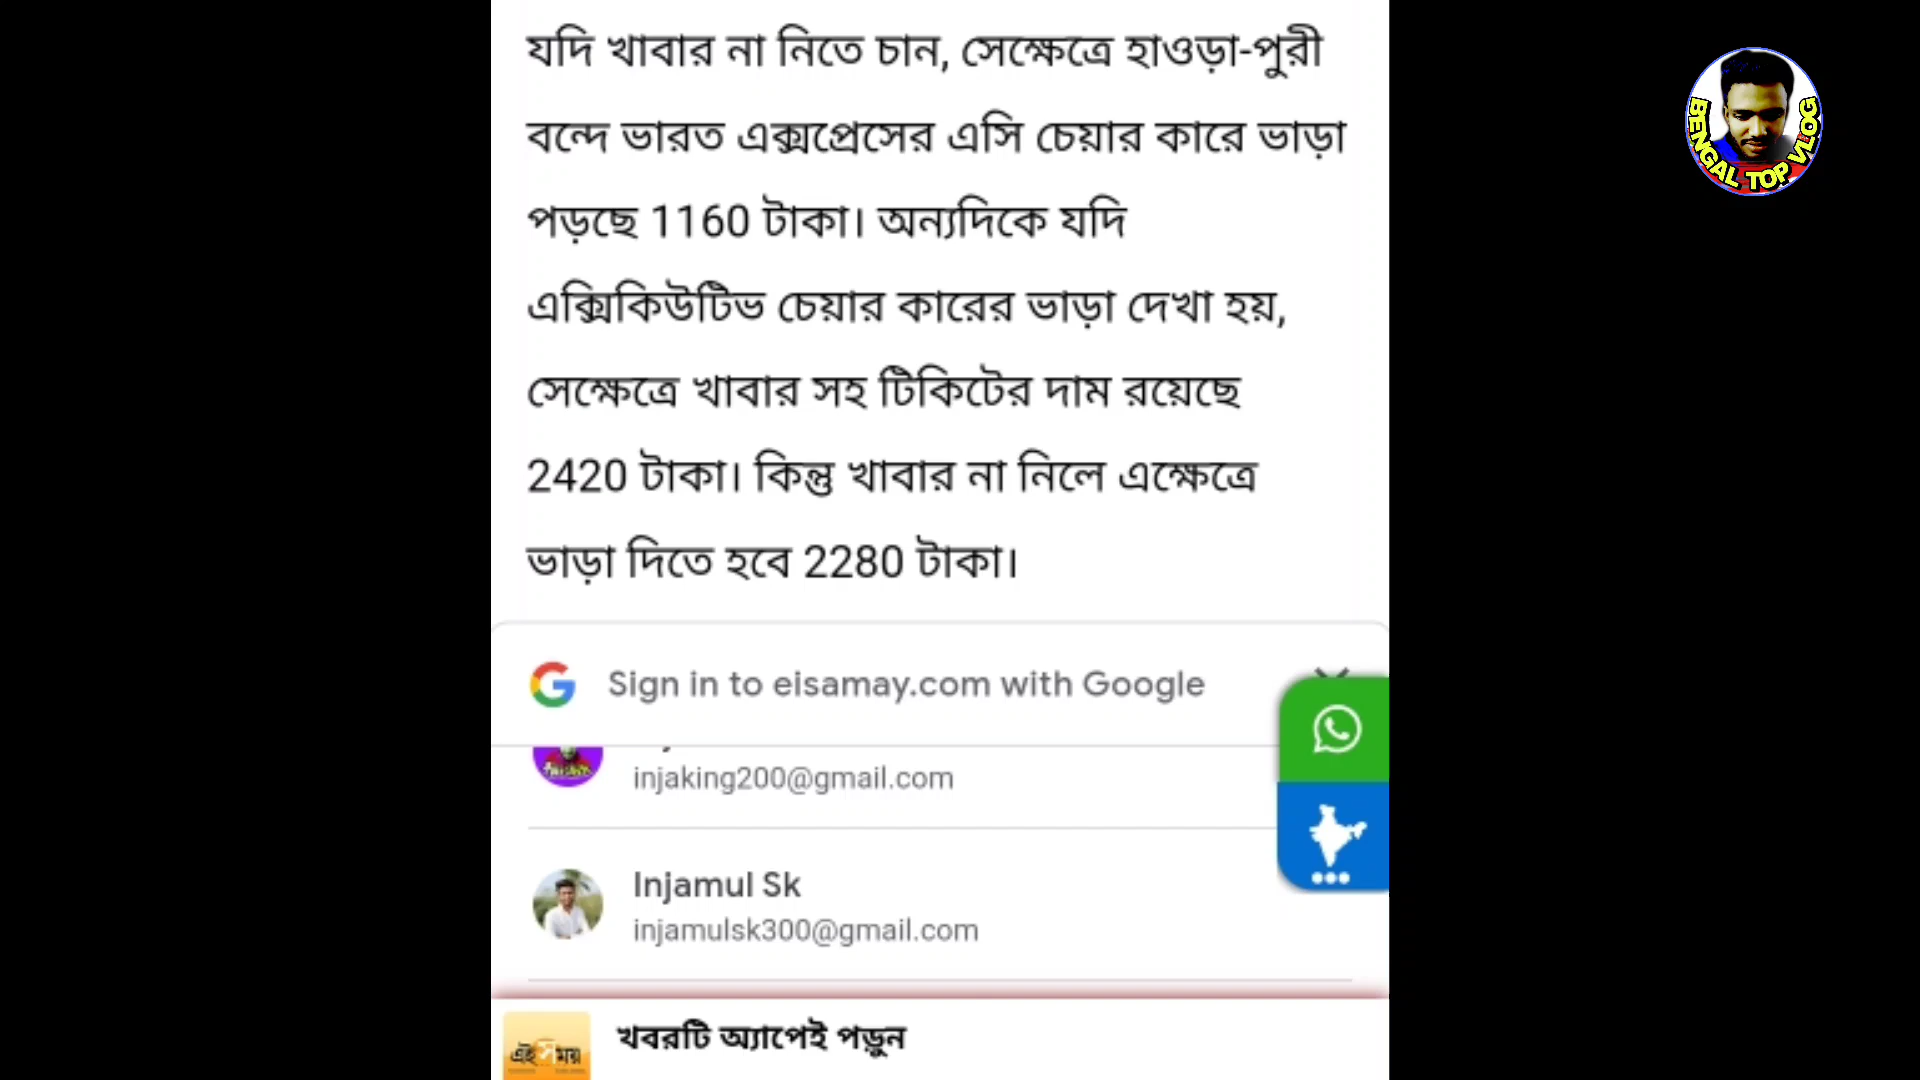 যদি খাবার না নিতে চান, সেক্ষেত্রে হাওড়া-পুরী
বন্দে ভারত এক্সপ্রেসের এসি চেয়ার কারে ভাড়া
পড়ছে 1160 টাকা। অন্যদিকে যদি
এক্সিকিউটিভ চেয়ার কারের ভাড়া দেখা হয়,
সেক্ষেত্রে খাবার সহ টিকিটের দাম রয়েছে
2420 টাকা। কিন্তু খাবার না নিলে এক্ষেত্রে
ভাড়া দিতে হবে 2280 টাকা।
Sign in to eisamay.com with Google
injaking200@gmail.com
Injamul Sk
injamulsk300@gmail.com
এই সময়
খবরটি অ্যাপেই পড়ুন
BENGAL TOP VLOG